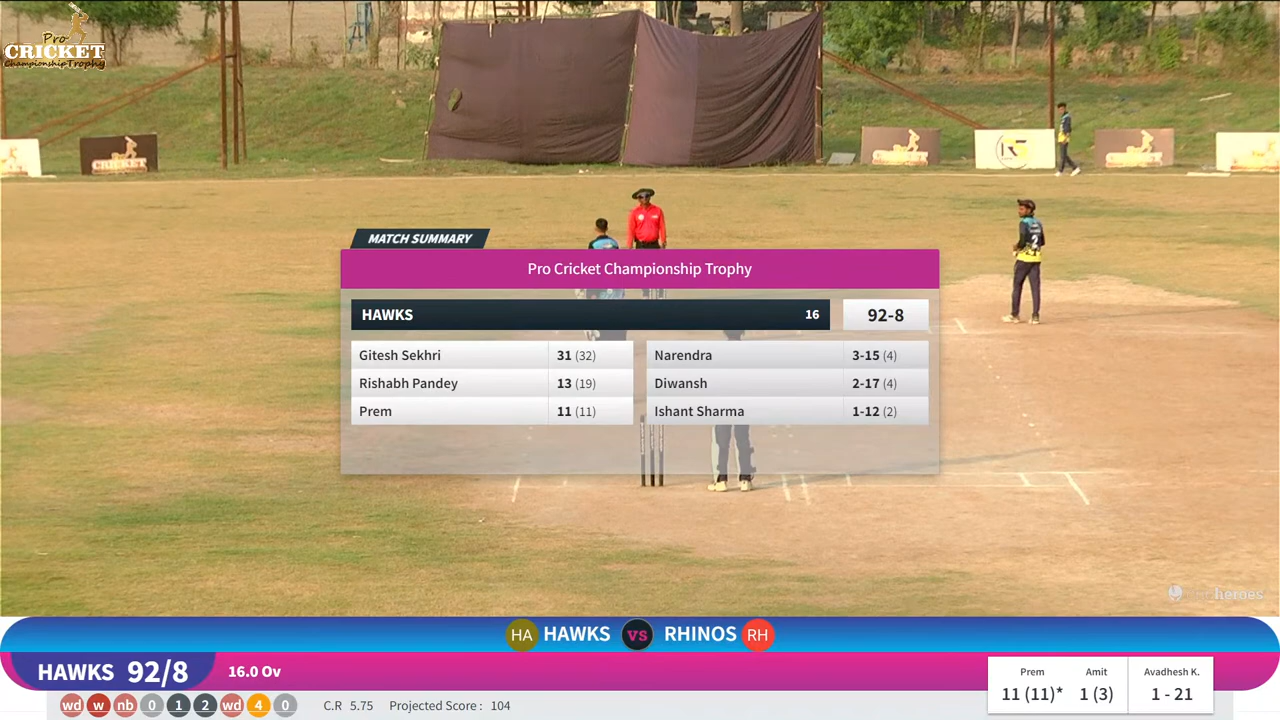 Pro
CRICKET
Championship Trophy
CRICKET
MATCH SUMMARY
Pro Cricket Championship Trophy
HAWKS 16 92-8
Gitesh Sekhri 31 (32) Narendra 3-15 (4)
Rishabh Pandey 13 (19) Diwansh 2-17 (4)
Prem 11 (11) Ishant Sharma 1-12 (2)
heroes
HA HAWKS VS RHINOS RH
HAWKS 92/8 16.0 Ov
Prem Amit Avadhesh K.
11 (11)* 1 (3) 1 - 21
wd w nb 0 1 2 wd 4 0 C.R 5.75 Projected Score : 104